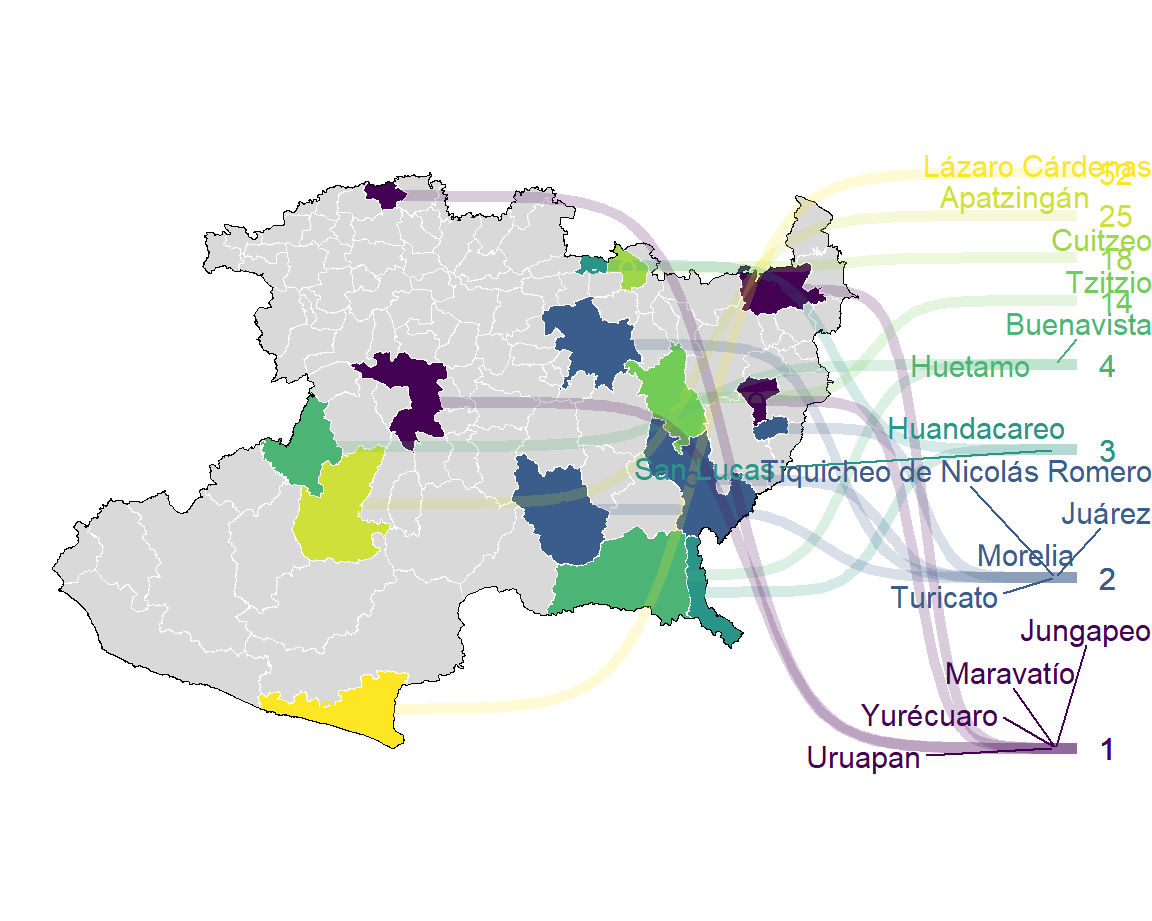 Lázaro Cárdenas
52
Apatzingán
25
Cuitzeo
18
Tzitzio
14
Buenavista
Huetamo
4
Huandacareo
3
San Lucas
Tiquicheo de Nicolás Romero
Juárez
Morelia
2
Turicato
Jungapeo
Maravatío
Yurécuaro
1
Uruapan